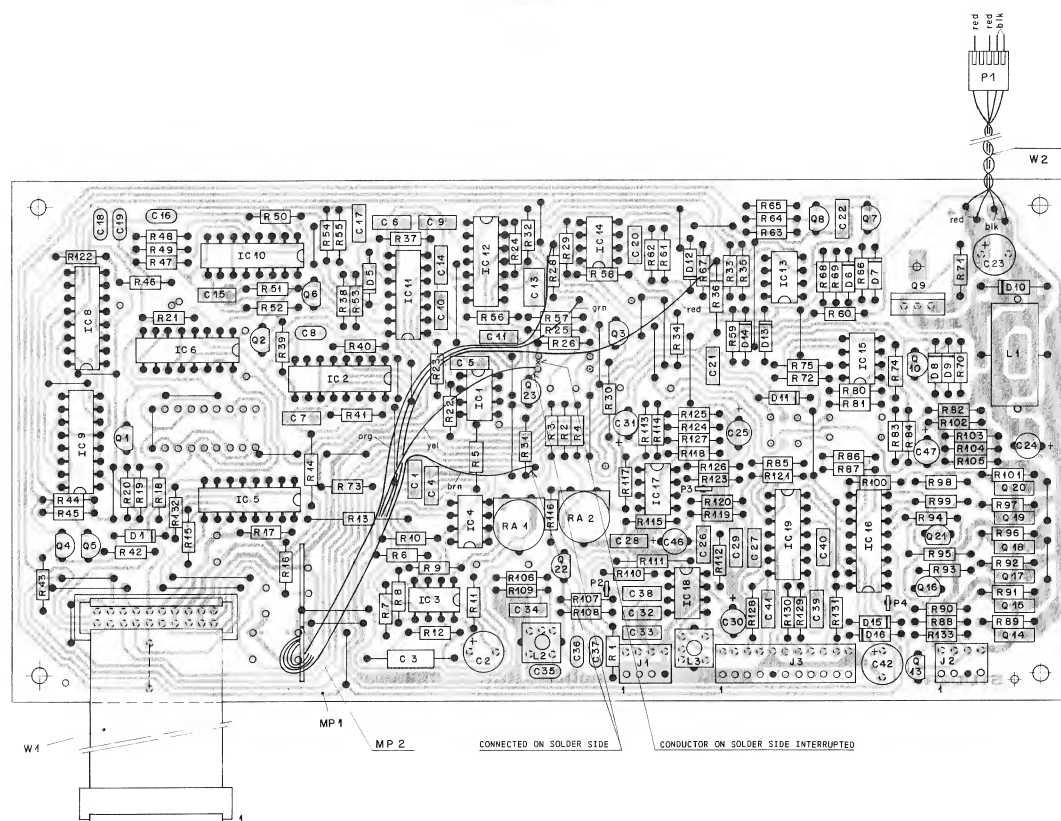 red
red
blk
P1
W2
red
blk
C18
C19
C16
R50
R54
R55
C17
C6
C9
R37
R48
R49
R47
R122
R46
IC10
C15
R51
R52
Q6
R38
R53
D5
IC11
C14
C10
IC12
R24
R32
C13
R28
R29
IC14
R58
C20
R62
R61
D12
R67
R33
R35
R36
R65
R64
R63
Q8
C22
Q7
IC13
R68
R69
D6
R66
D7
R60
Q9
R71
C23
D10
IC8
R21
IC6
Q2
R39
C8
R40
IC2
R56
C11
R57
R25
R26
grn
Q3
red
R34
R59
D14
D13
C21
R75
R72
IC15
R74
Q10
D8
D9
R70
L1
IC9
Q1
C7
R41
R23
C5
R22
IC1
Q23
R30
R3
R2
R4
C31
R113
R114
R125
R124
R127
R118
C25
D11
R80
R81
R83
R84
C47
R82
R102
R103
R104
R105
C24
org
yel
brn
R5
R31
R14
R73
C1
C4
R44
R45
R20
R19
R18
R132
IC5
R13
IC4
RA1
R116
RA2
R117
IC17
P3
R126
R123
R120
R119
R115
R85
R121
R86
R87
R100
R98
R101
Q20
R99
R97
Q19
R94
Q21
R96
Q18
Q4
Q5
D1
R42
R15
R17
R16
R10
R6
R9
Q22
C28
C46
C26
R112
C29
C27
IC19
C40
IC16
R95
R93
R92
Q17
Q16
R43
R7
R8
IC3
R11
R12
R106
R109
C34
P2
R107
R108
R110
R111
C38
C32
C33
IC18
C30
R128
C41
R130
R129
C39
R131
P4
D15
D16
R90
R88
R133
R91
Q15
R89
Q14
C3
C2
L2
C35
C36
C37
R1
J1
L3
J3
C42
Q13
J2
1
1
1
MP1
W1
MP2
CONNECTED ON SOLDER SIDE
CONDUCTOR ON SOLDER SIDE INTERRUPTED
1